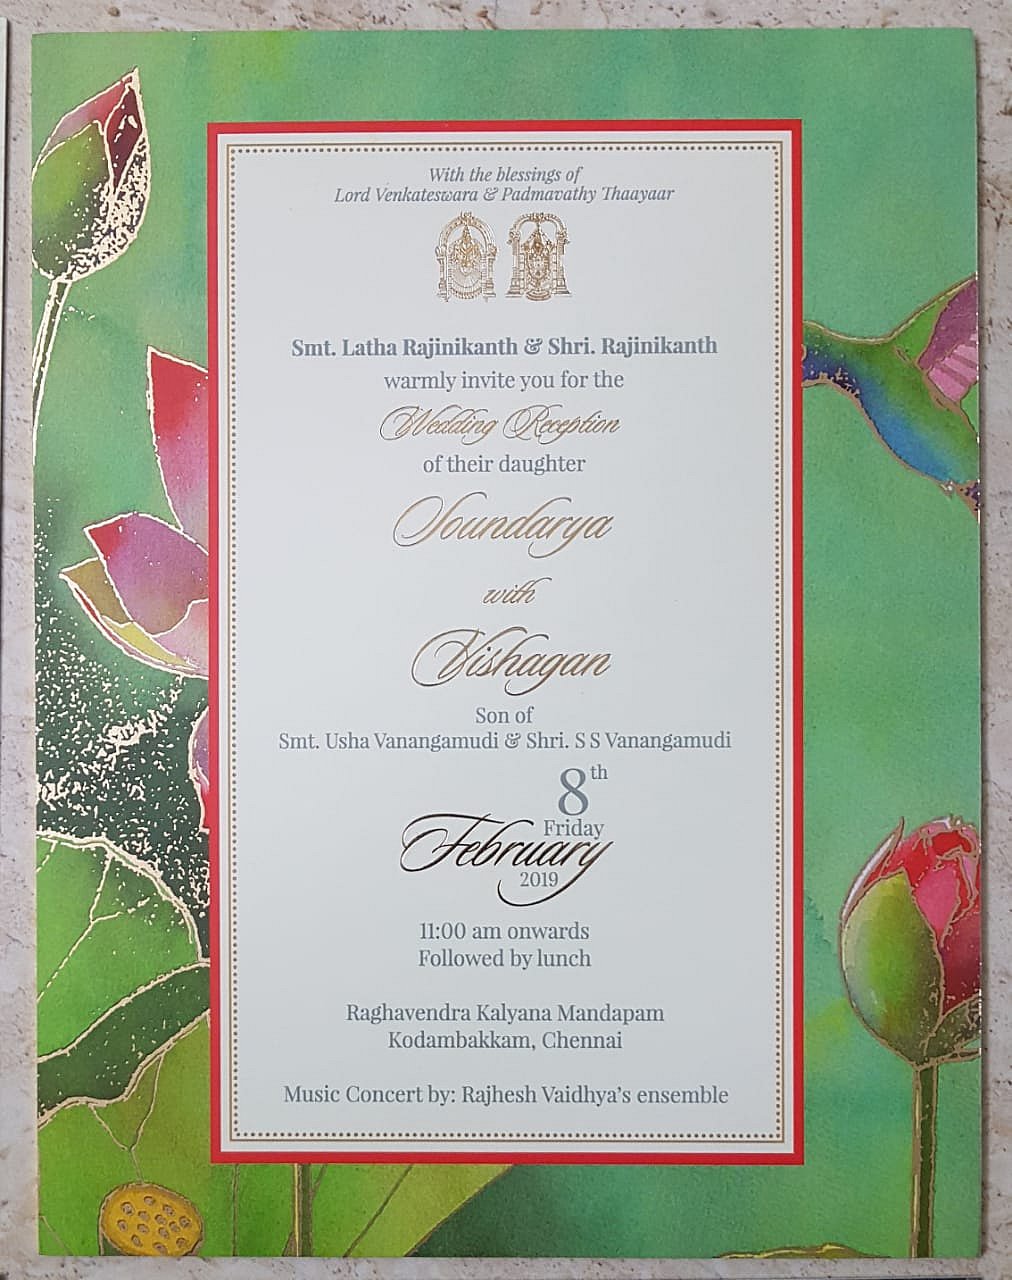 With the blessings of
Lord Venkateswara & Padmavathy Thaayaar
Smt. Latha Rajinikanth & Shri. Rajinikanth
warmly invite you for the
Wedding Reception
of their daughter
Soundarya
with
Vishagan
Son of
Smt. Usha Vanangamudi & Shri. S S Vanangamudi
8th
Friday
February
2019
11:00 am onwards
Followed by lunch
Raghavendra Kalyana Mandapam
Kodambakkam, Chennai
Music Concert by: Rajhesh Vaidhya's ensemble